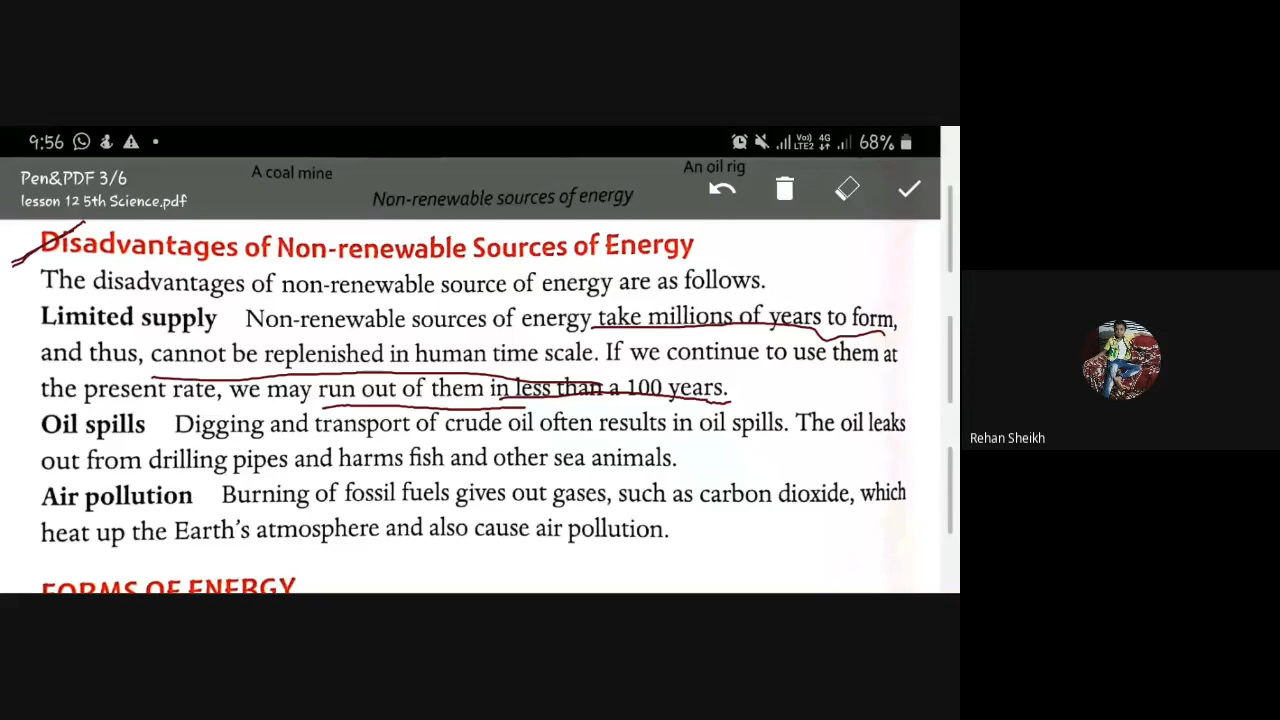 9:56 Vo) LTE2 4G 68%
A coal mine An oil rig
Pen&PDF 3/6
lesson 12 5th Science.pdf
Non-renewable sources of energy
Disadvantages of Non-renewable Sources of Energy
The disadvantages of non-renewable source of energy are as follows.
Limited supply Non-renewable sources of energy take millions of years to form,
and thus, cannot be replenished in human time scale. If we continue to use them at
the present rate, we may run out of them in less than a 100 years.
Oil spills Digging and transport of crude oil often results in oil spills. The oil leaks
out from drilling pipes and harms fish and other sea animals.
Air pollution Burning of fossil fuels gives out gases, such as carbon dioxide, which
heat up the Earth's atmosphere and also cause air pollution.
FORMS OF ENERGY
Rehan Sheikh